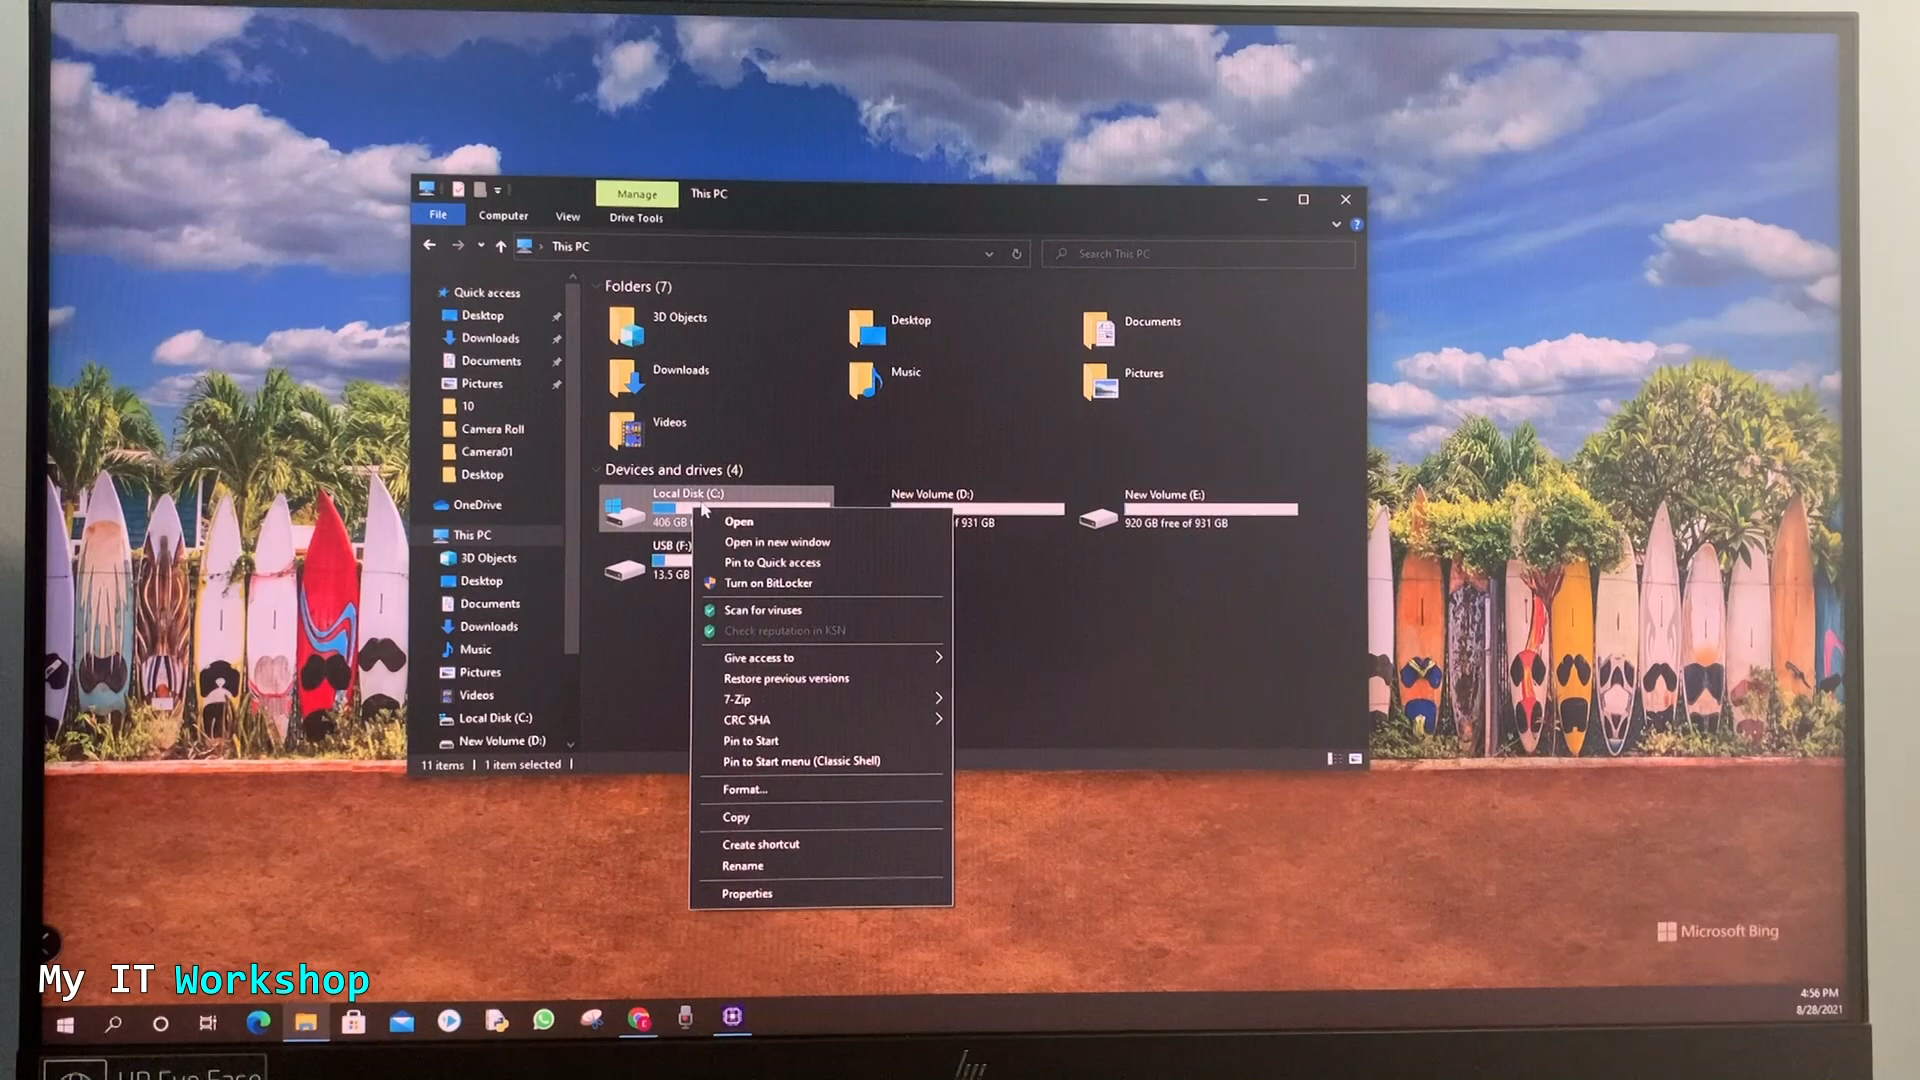 Manage
This PC
File
Computer
View
Drive Tools
This PC
Search This PC
Quick access
Desktop
Downloads
Documents
Pictures
10
Camera Roll
Camera01
Desktop
OneDrive
This PC
3D Objects
Desktop
Documents
Downloads
Music
Pictures
Videos
Local Disk (C:)
New Volume (D:)
11 items
1 item selected
Folders (7)
3D Objects
Desktop
Documents
Downloads
Music
Pictures
Videos
Devices and drives (4)
Local Disk (C:)
406 GB
New Volume (D:)
f 931 GB
New Volume (E:)
920 GB free of 931 GB
USB (F:)
13.5 GB
Open
Open in new window
Pin to Quick access
Turn on BitLocker
Scan for viruses
Check reputation in KSN
Give access to
Restore previous versions
7-Zip
CRC SHA
Pin to Start
Pin to Start menu (Classic Shell)
Format...
Copy
Create shortcut
Rename
Properties
Microsoft Bing
My IT Workshop
4:56 PM
8/28/2021
hp